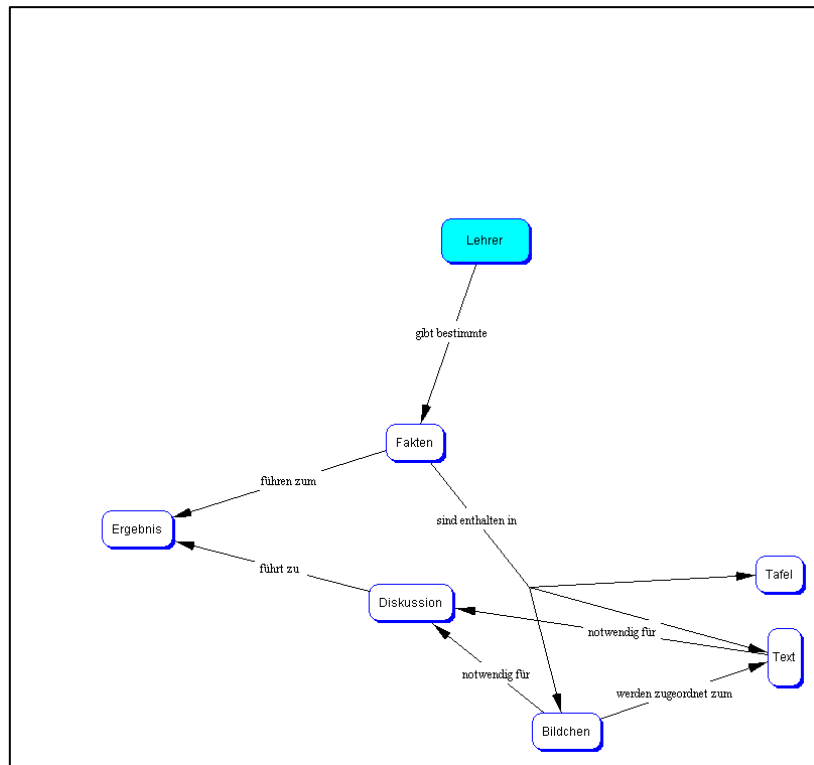 Lehrer
gibt bestimmte
Fakten
führen zum
sind enthalten in
Ergebnis
führt zu
Tafel
Diskussion
notwendig für
Text
notwendig für
werden zugeordnet zum
Bildchen